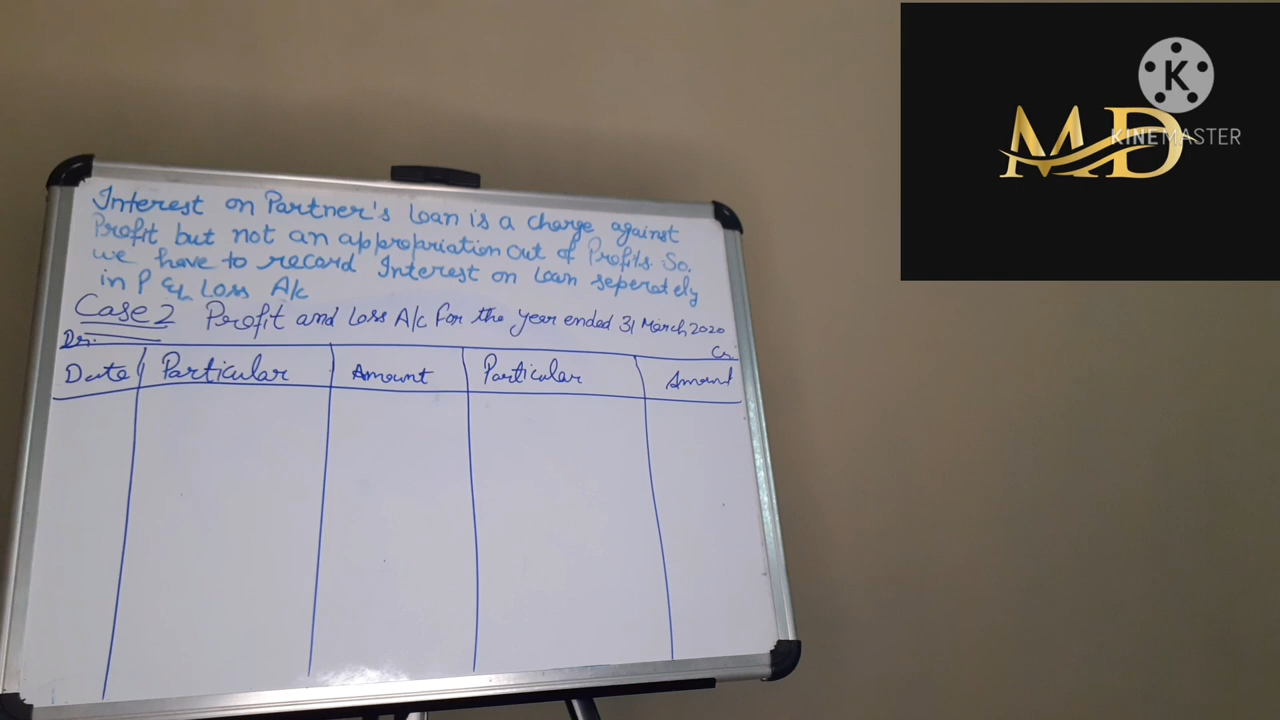 Interest on Partner's Loan is a charge against
Profit but not an appropriation out of Profits. So,
we have to record Interest on Loan seperately
in P & L Loss A/c
Case 2 Profit and Loss A/c for the year ended 31 March 2020
Dr. Cr.
Date Particular Amount Particular Amount
MD
K
KINEMASTER